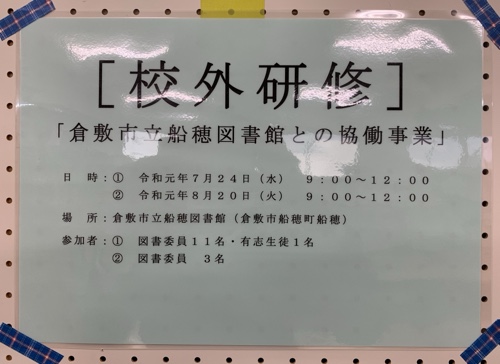 ［校外研修］
「倉敷市立船穂図書館との協働事業」
日　時：①　令和元年７月２４日（水）　９：００～１２：００
②　令和元年８月２０日（火）　９：００～１２：００
場　所：倉敷市立船穂図書館（倉敷市船穂町船穂）
参加者：①　図書委員１１名・有志生徒１名
②　図書委員　３名